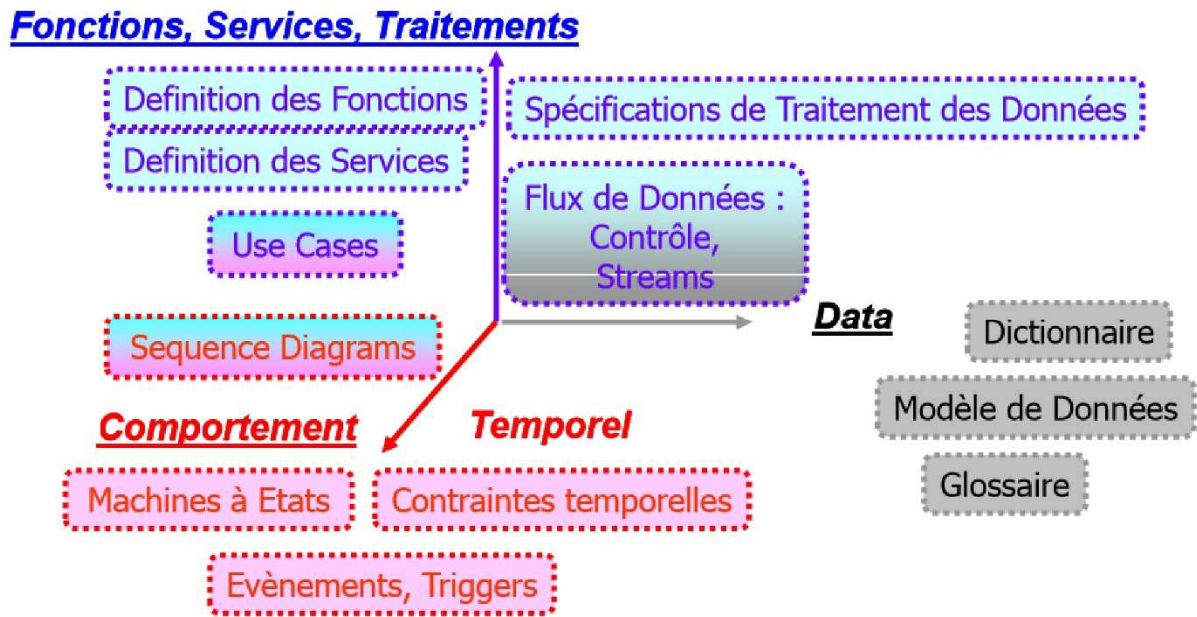 Fonctions, Services, Traitements
Definition des Fonctions
Spécifications de Traitement des Données
Definition des Services
Flux de Données :
Contrôle,
Streams
Use Cases
Data
Sequence Diagrams
Dictionnaire
Modèle de Données
Glossaire
Comportement
Temporel
Machines à Etats
Contraintes temporelles
Evènements, Triggers